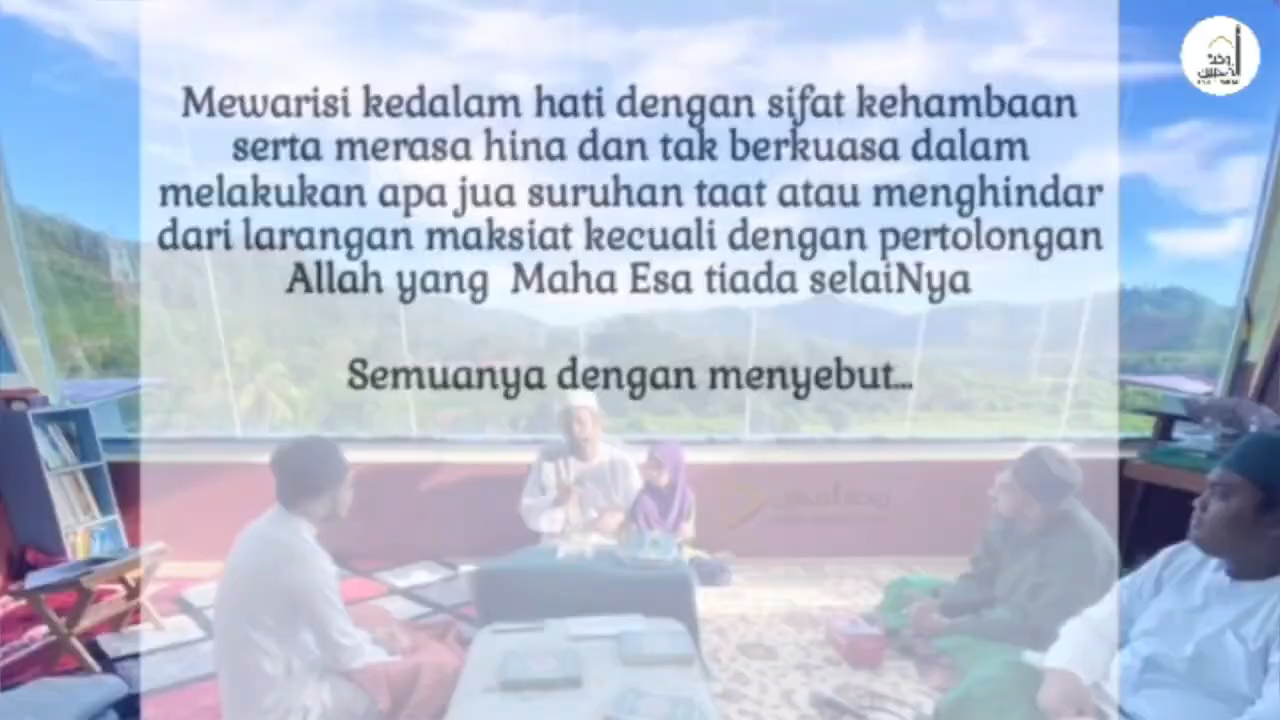 Mewarisi kedalam hati dengan sifat kehambaan
serta merasa hina dan tak berkuasa dalam
melakukan apa jua suruhan taat atau menghindar
dari larangan maksiat kecuali dengan pertolongan
Allah yang  Maha Esa tiada selaiNya
Semuanya dengan menyebut...